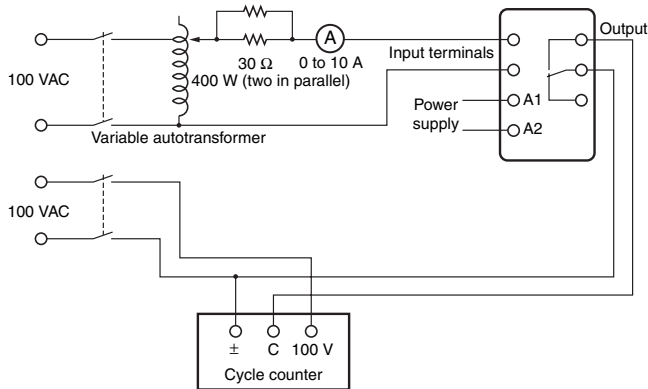 100 VAC
30 Ω
400 W (two in parallel)
A
0 to 10 A
Variable autotransformer
Input terminals
Power
supply
A1
A2
Output
100 VAC
± C 100 V
Cycle counter